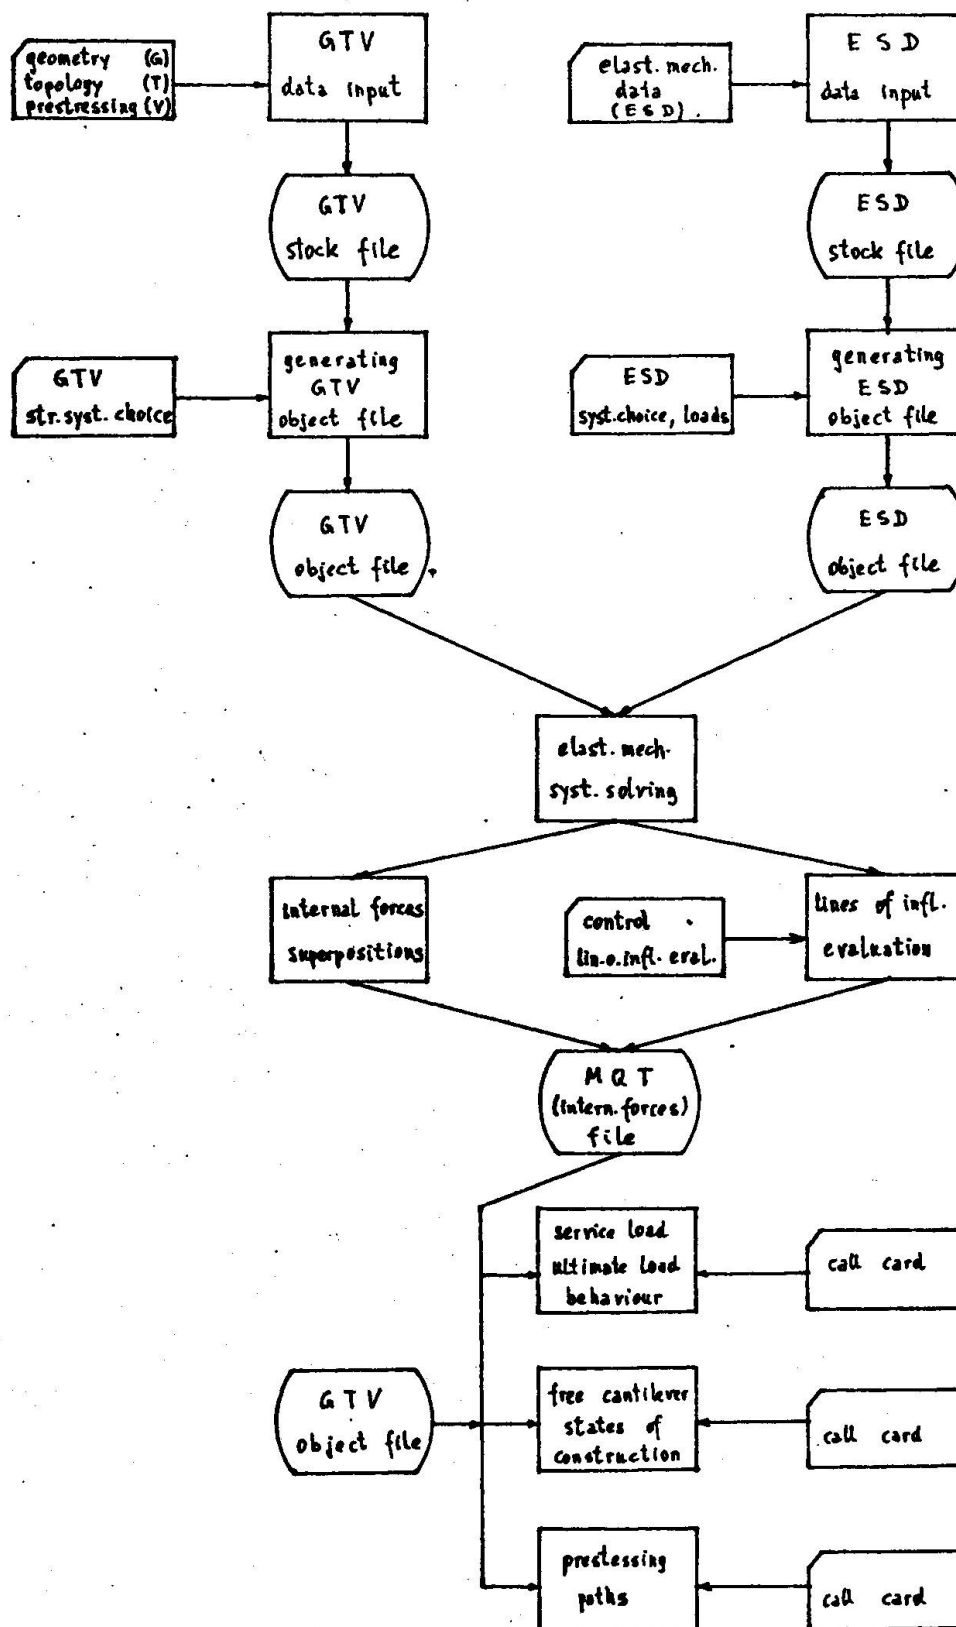 geometry (G)
topology (T)
prestressing (V)
GTV
data input
elast. mech.
data
(ESD).
ESD
data input
GTV
stock file
ESD
stock file
GTV
str.syst.choice
generating
GTV
object file
ESD
syst.choice, loads
generating
ESD
object file
GTV
object file
ESD
object file
elast. mech.
syst. solving
internal forces
superpositions
control
lin.o.infl. eval.
lines of infl.
evaluation
MQT
(intern.forces)
file
service load
ultimate load
behaviour
call card
GTV
object file
free cantilever
states of
construction
call card
prestessing
paths
call card